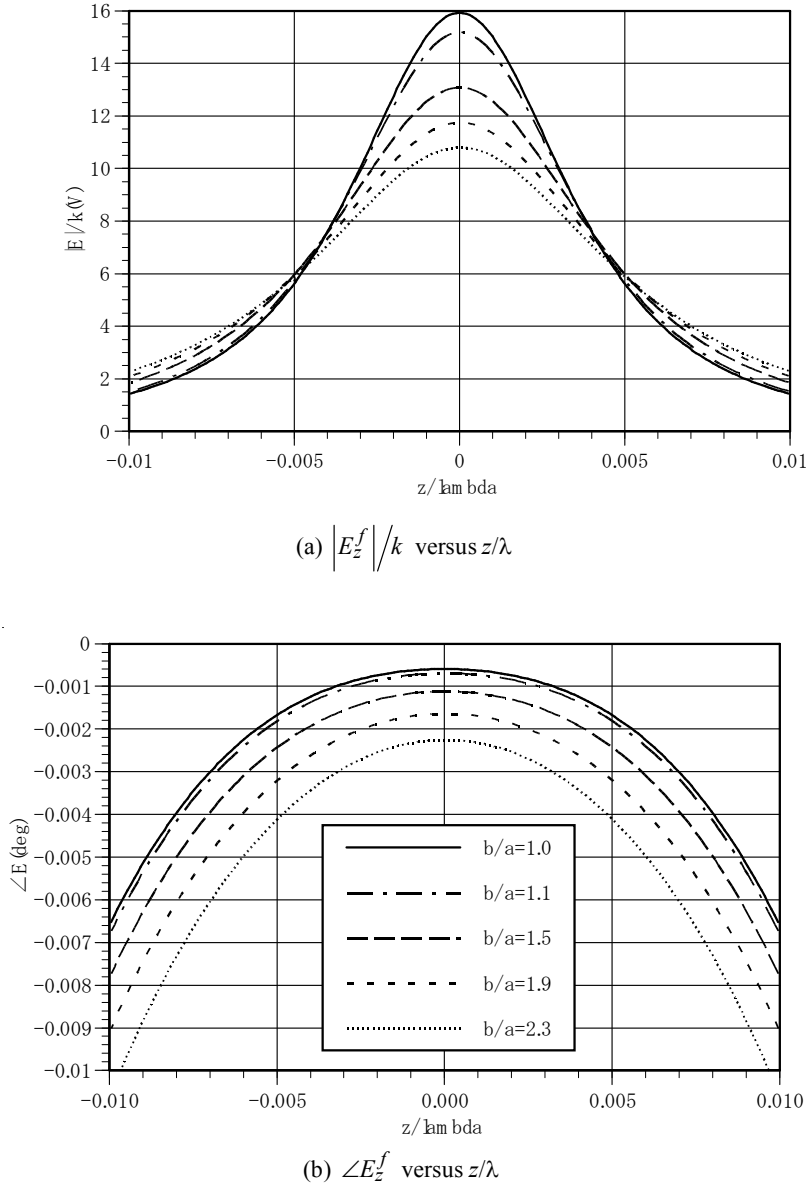 16
14
12
10
8
6
4
2
0
|E|/k(V)
-0.01 -0.005 0 0.005 0.01
z/lambda
(a) |E_z^f|/k versus z/λ
0
-0.001
-0.002
-0.003
-0.004
-0.005
-0.006
-0.007
-0.008
-0.009
-0.01
∠E(deg)
b/a=1.0
b/a=1.1
b/a=1.5
b/a=1.9
b/a=2.3
-0.010 -0.005 0.000 0.005 0.010
z/lambda
(b) ∠E_z^f versus z/λ